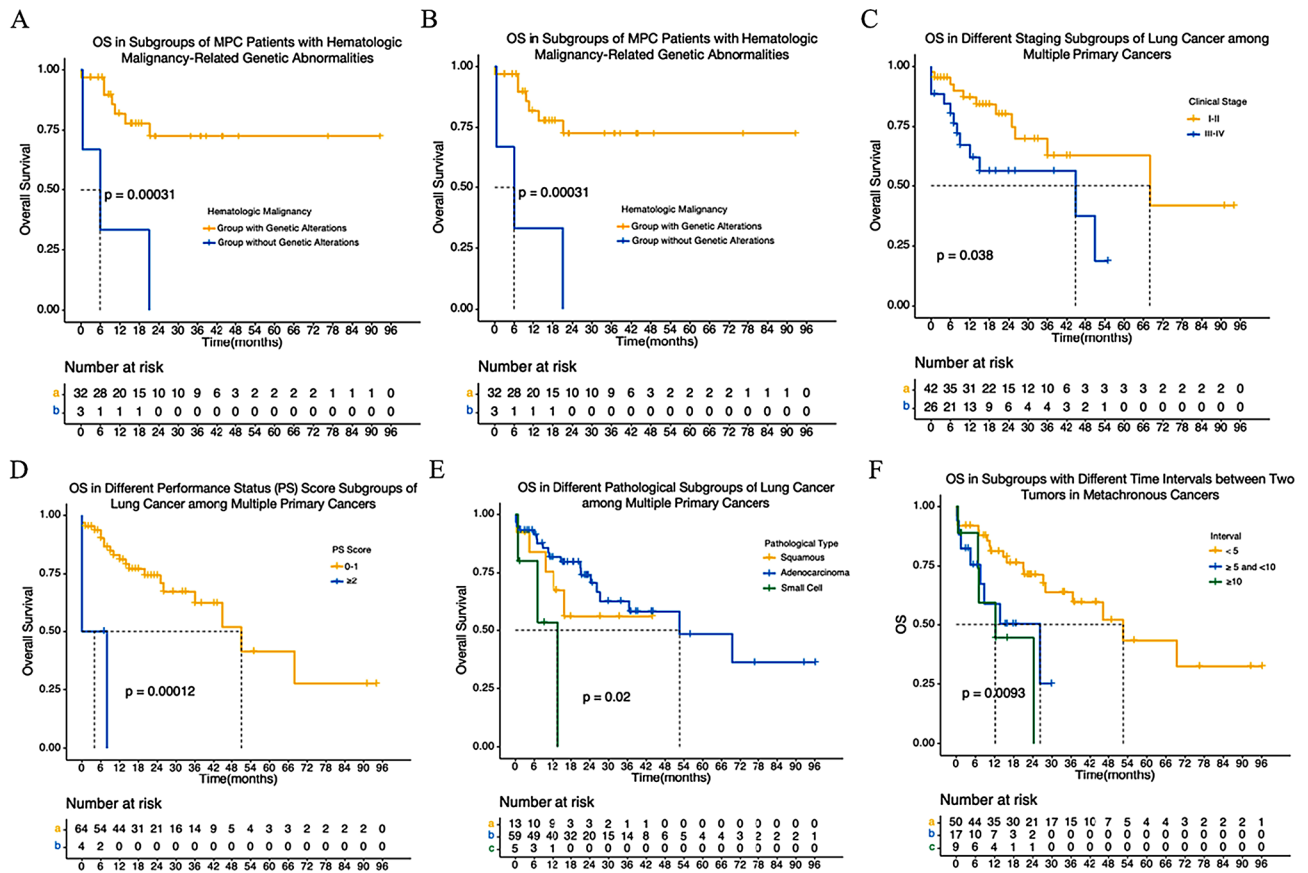 A
OS in Subgroups of MPC Patients with Hematologic
Malignancy-Related Genetic Abnormalities
Overall Survival
1.00
0.75
0.50
0.25
0.00
p = 0.00031
Hematologic Malignancy
Group with Genetic Alterations
Group without Genetic Alterations
0 6 12 18 24 30 36 42 48 54 60 66 72 78 84 90 96
Time(months)
Number at risk
a 32 28 20 15 10 10 9 6 3 2 2 2 2 1 1 1 0
b 3 1 1 1 0 0 0 0 0 0 0 0 0 0 0 0 0
0 6 12 18 24 30 36 42 48 54 60 66 72 78 84 90 96
B
OS in Subgroups of MPC Patients with Hematologic
Malignancy-Related Genetic Abnormalities
Overall Survival
1.00
0.75
0.50
0.25
0.00
p = 0.00031
Hematologic Malignancy
Group with Genetic Alterations
Group without Genetic Alterations
0 6 12 18 24 30 36 42 48 54 60 66 72 78 84 90 96
Time(months)
Number at risk
a 32 28 20 15 10 10 9 6 3 2 2 2 2 1 1 1 0
b 3 1 1 1 0 0 0 0 0 0 0 0 0 0 0 0 0
0 6 12 18 24 30 36 42 48 54 60 66 72 78 84 90 96
C
OS in Different Staging Subgroups of Lung Cancer among
Multiple Primary Cancers
Overall Survival
1.00
0.75
0.50
0.25
0.00
Clinical Stage
I-II
III-IV
p = 0.038
0 6 12 18 24 30 36 42 48 54 60 66 72 78 84 90 96
Time(months)
Number at risk
a 42 35 31 22 15 12 10 6 3 3 3 3 2 2 2 2 0
b 26 21 13 9 6 4 4 3 2 1 0 0 0 0 0 0 0
0 6 12 18 24 30 36 42 48 54 60 66 72 78 84 90 96
D
OS in Different Performance Status (PS) Score Subgroups of
Lung Cancer among Multiple Primary Cancers
Overall Survival
1.00
0.75
0.50
0.25
0.00
PS Score
0-1
≥2
p = 0.00012
0 6 12 18 24 30 36 42 48 54 60 66 72 78 84 90 96
Time(months)
Number at risk
a 64 54 44 31 21 16 14 9 5 4 3 3 2 2 2 2 0
b 4 2 0 0 0 0 0 0 0 0 0 0 0 0 0 0 0
0 6 12 18 24 30 36 42 48 54 60 66 72 78 84 90 96
E
OS in Different Pathological Subgroups of Lung Cancer
among Multiple Primary Cancers
Overall Survival
1.00
0.75
0.50
0.25
0.00
Pathological Type
Squamous
Adenocarcinoma
Small Cell
p = 0.02
0 6 12 18 24 30 36 42 48 54 60 66 72 78 84 90 96
Time(months)
Number at risk
a 13 10 9 3 3 2 1 1 0 0 0 0 0 0 0 0 0
b 59 49 40 32 20 15 14 8 6 5 4 4 3 2 2 2 1
c 5 3 1 0 0 0 0 0 0 0 0 0 0 0 0 0 0
0 6 12 18 24 30 36 42 48 54 60 66 72 78 84 90 96
F
OS in Subgroups with Different Time Intervals between Two
Tumors in Metachronous Cancers
OS
1.00
0.75
0.50
0.25
0.00
Interval
< 5
≥ 5 and <10
≥10
p = 0.0093
0 6 12 18 24 30 36 42 48 54 60 66 72 78 84 90 96
Time(months)
Number at risk
a 50 44 35 30 21 17 15 10 7 5 4 4 3 2 2 2 1
b 17 10 7 3 2 0 0 0 0 0 0 0 0 0 0 0 0
c 9 6 4 1 1 0 0 0 0 0 0 0 0 0 0 0 0
0 6 12 18 24 30 36 42 48 54 60 66 72 78 84 90 96